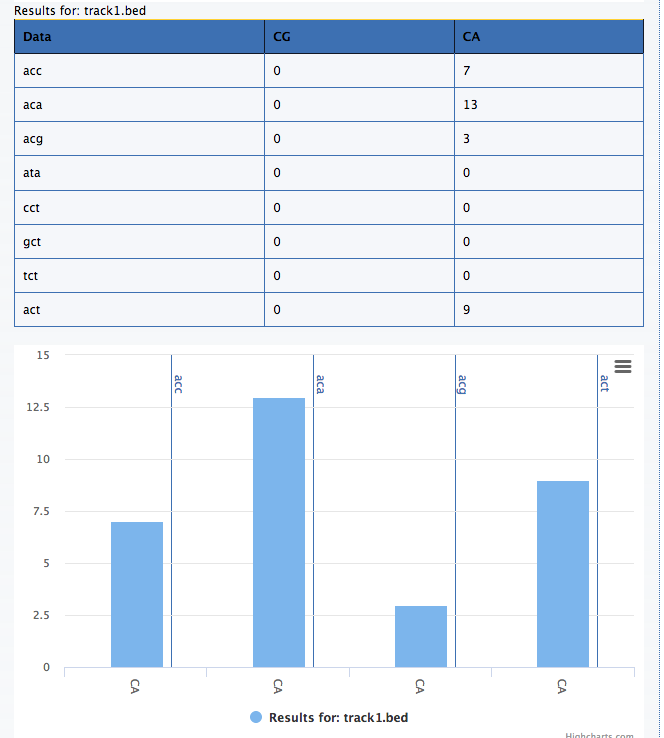 Results for: track1.bed
Data CG CA
acc 0 7
aca 0 13
acg 0 3
ata 0 0
cct 0 0
gct 0 0
tct 0 0
act 0 9
15
acc aca acg act
12.5
10
7.5
5
2.5
0
CA CA CA CA
Results for: track1.bed
Highcharts.com